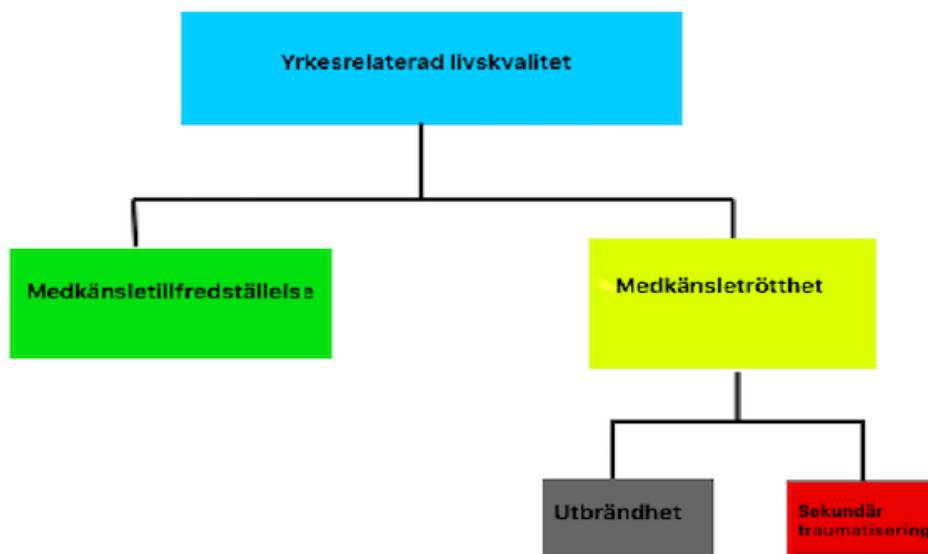 Yrkesrelaterad livskvalitet
Medkänsletillfredställelse
Medkänsletrötthet
Utbrändhet
Sekundär
traumatisering